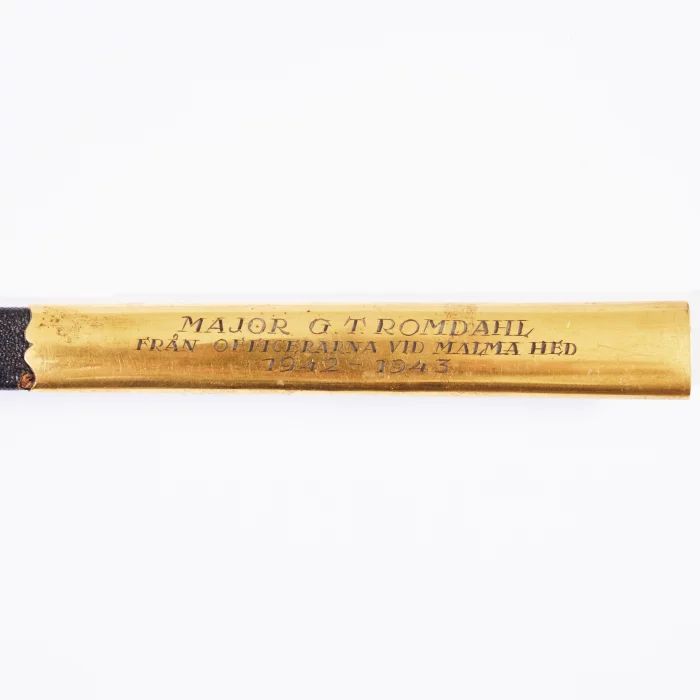 MAJOR G. T ROMDAHL
FRÅN OFFICERARNA VID MALMA HED
1942 - 1943